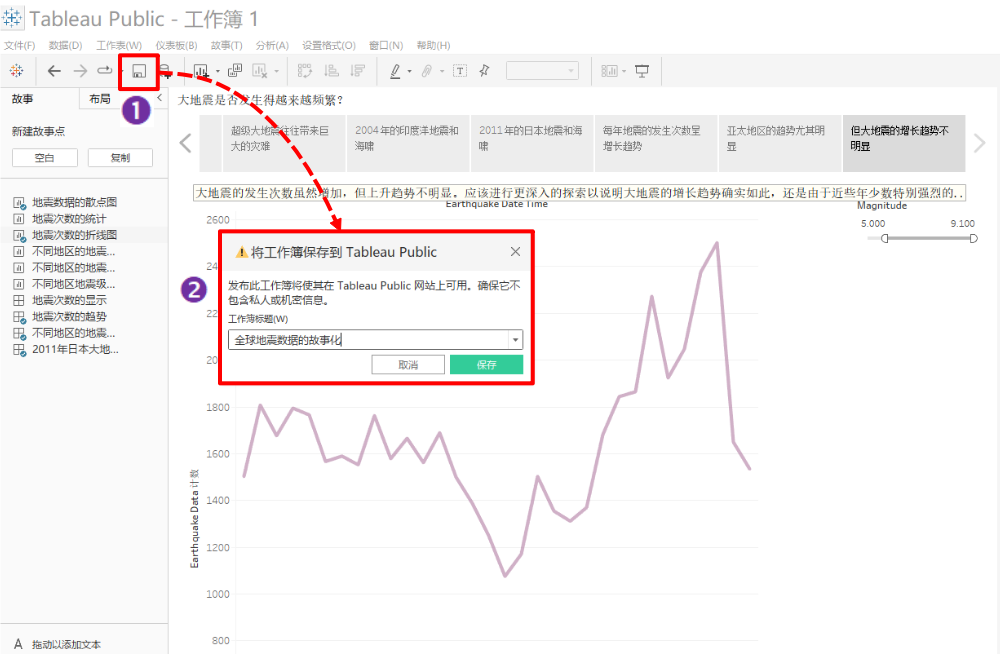 Tableau Public - 工作簿 1
文件(F) 数据(D) 工作表(W) 仪表板(B) 故事(T) 分析(A) 设置格式(O) 窗口(N) 帮助(H)
故事 布局
1
新建故事点
空白 复制
地震数据的散点图
地震次数的统计
地震次数的折线图
不同地区的地震...
不同地区的地震...
不同地区地震级...
地震次数的显示
地震次数的趋势
不同地区的地震...
2011年日本大地...
A 拖动以添加文本
大地震是否发生得越来越频繁?
超级大地震往往带来巨
大的灾难
2004年的印度洋地震和
海啸
2011年的日本地震和海
啸
每年地震的发生次数呈
增长趋势
亚太地区的趋势尤其明
显
但大地震的增长趋势不
明显
大地震的发生次数虽然增加，但上升趋势不明显。应该进行更深入的探索以说明大地震的增长趋势确实如此，还是由于近些年少数特别强烈的..
Earthquake Date Time
Magnitude
5.000 9.100
2
将工作簿保存到 Tableau Public
发布此工作簿将使其在 Tableau Public 网站上可用。确保它不
包含私人或机密信息。
工作簿标题(W)
全球地震数据的故事化
取消 保存
Earthquake Data 计数
2600
24
22
20
1800
1600
1400
1200
1000
800